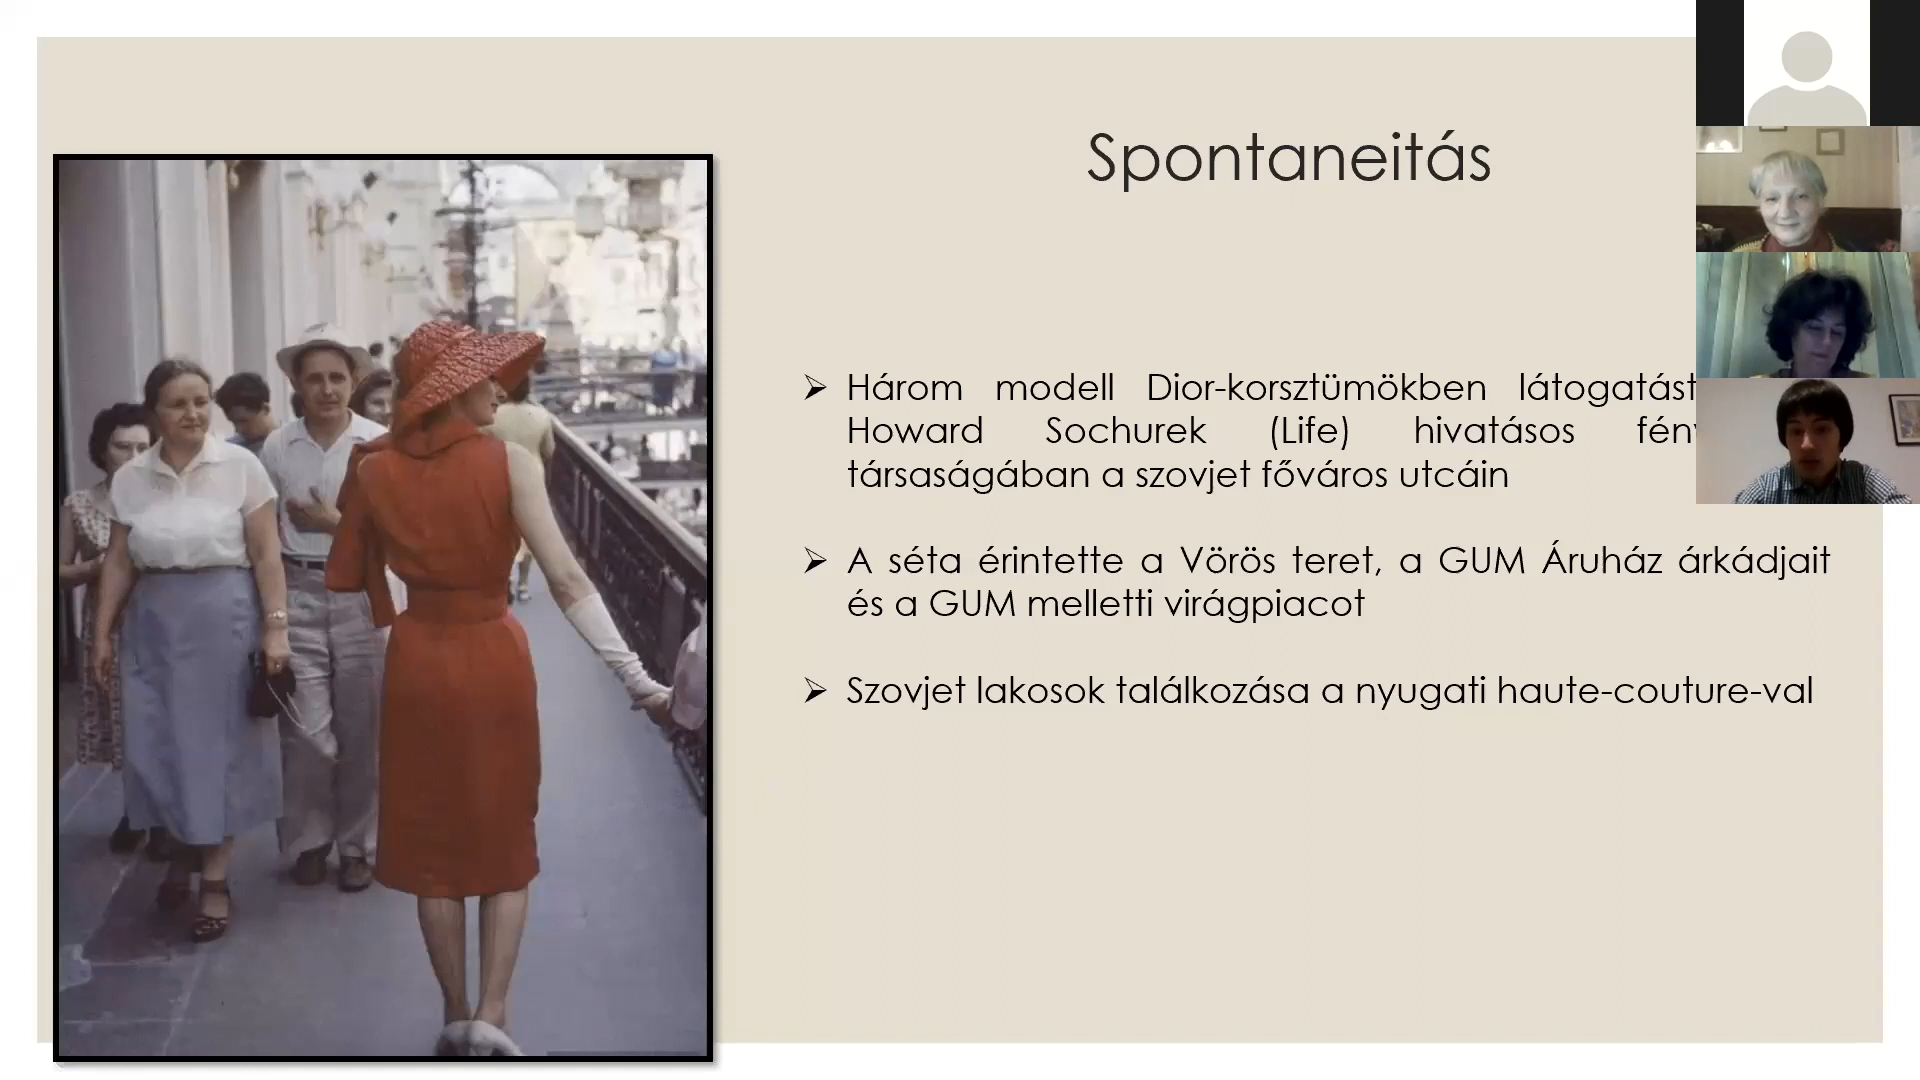 Spontaneitás
Három modell Dior-korsztümökben látogatást
Howard Sochurek (Life) hivatásos
társaságában a szovjet főváros utcáin
A séta érintette a Vörös teret, a GUM Áruház árkádjait
és a GUM melletti virágpiacot
Szovjet lakosok találkozása a nyugati haute-couture-val